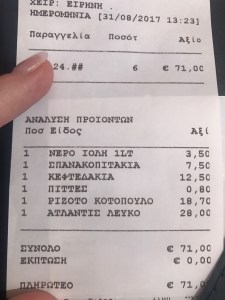 ΧΕΙΡ: ΕΙΡΗΝΗ .
ΗΜΕΡΟΜΗΝΙΑ [31/08/2017 13:23]
Παραγγελία Ποσότ Αξία
24.## 6 € 71,00
ΑΝΑΛΥΣΗ ΠΡΟΙΟΝΤΩΝ
Ποσ Είδος Αξί
1 ΝΕΡΟ ΙΟΛΗ 1LT 3,50
1 ΣΠΑΝΑΚΟΠΙΤΑΚΙΑ 7,50
1 ΚΕΦΤΕΔΑΚΙΑ 12,50
1 ΠΙΤΤΕΣ 0,80
1 ΡΙΖΟΤΟ ΚΟΤΟΠΟΥΛΟ 18,70
1 ΑΤΛΑΝΤΙΣ ΛΕΥΚΟ 28,00
ΣΥΝΟΛΟ € 71,00
ΕΚΠΤΩΣΗ € 0,00
ΠΛΗΡΩΤΕΟ € 71,00